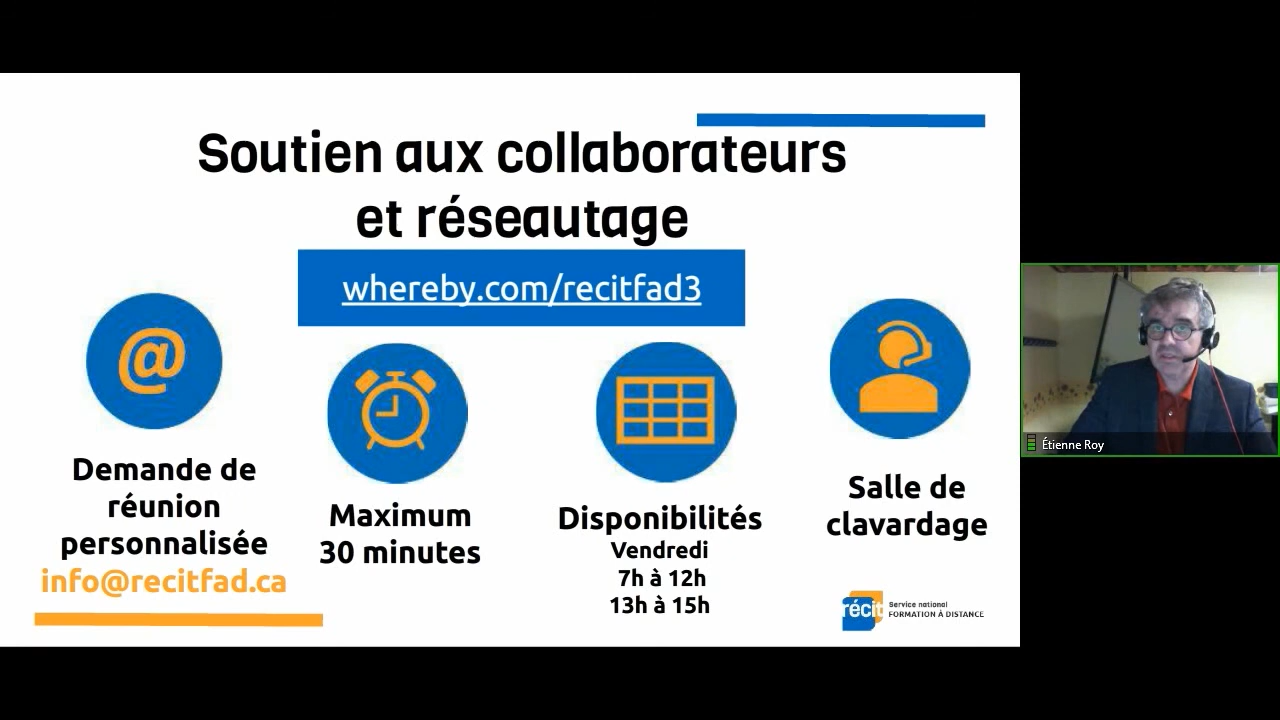 Soutien aux collaborateurs
et réseautage
whereby.com/recitfad3
@
Demande de
réunion
personnalisée
info@recitfad.ca
Maximum
30 minutes
Disponibilités
Vendredi
7h à 12h
13h à 15h
Salle de
clavardage
récit
Service national
FORMATION À DISTANCE
Étienne Roy